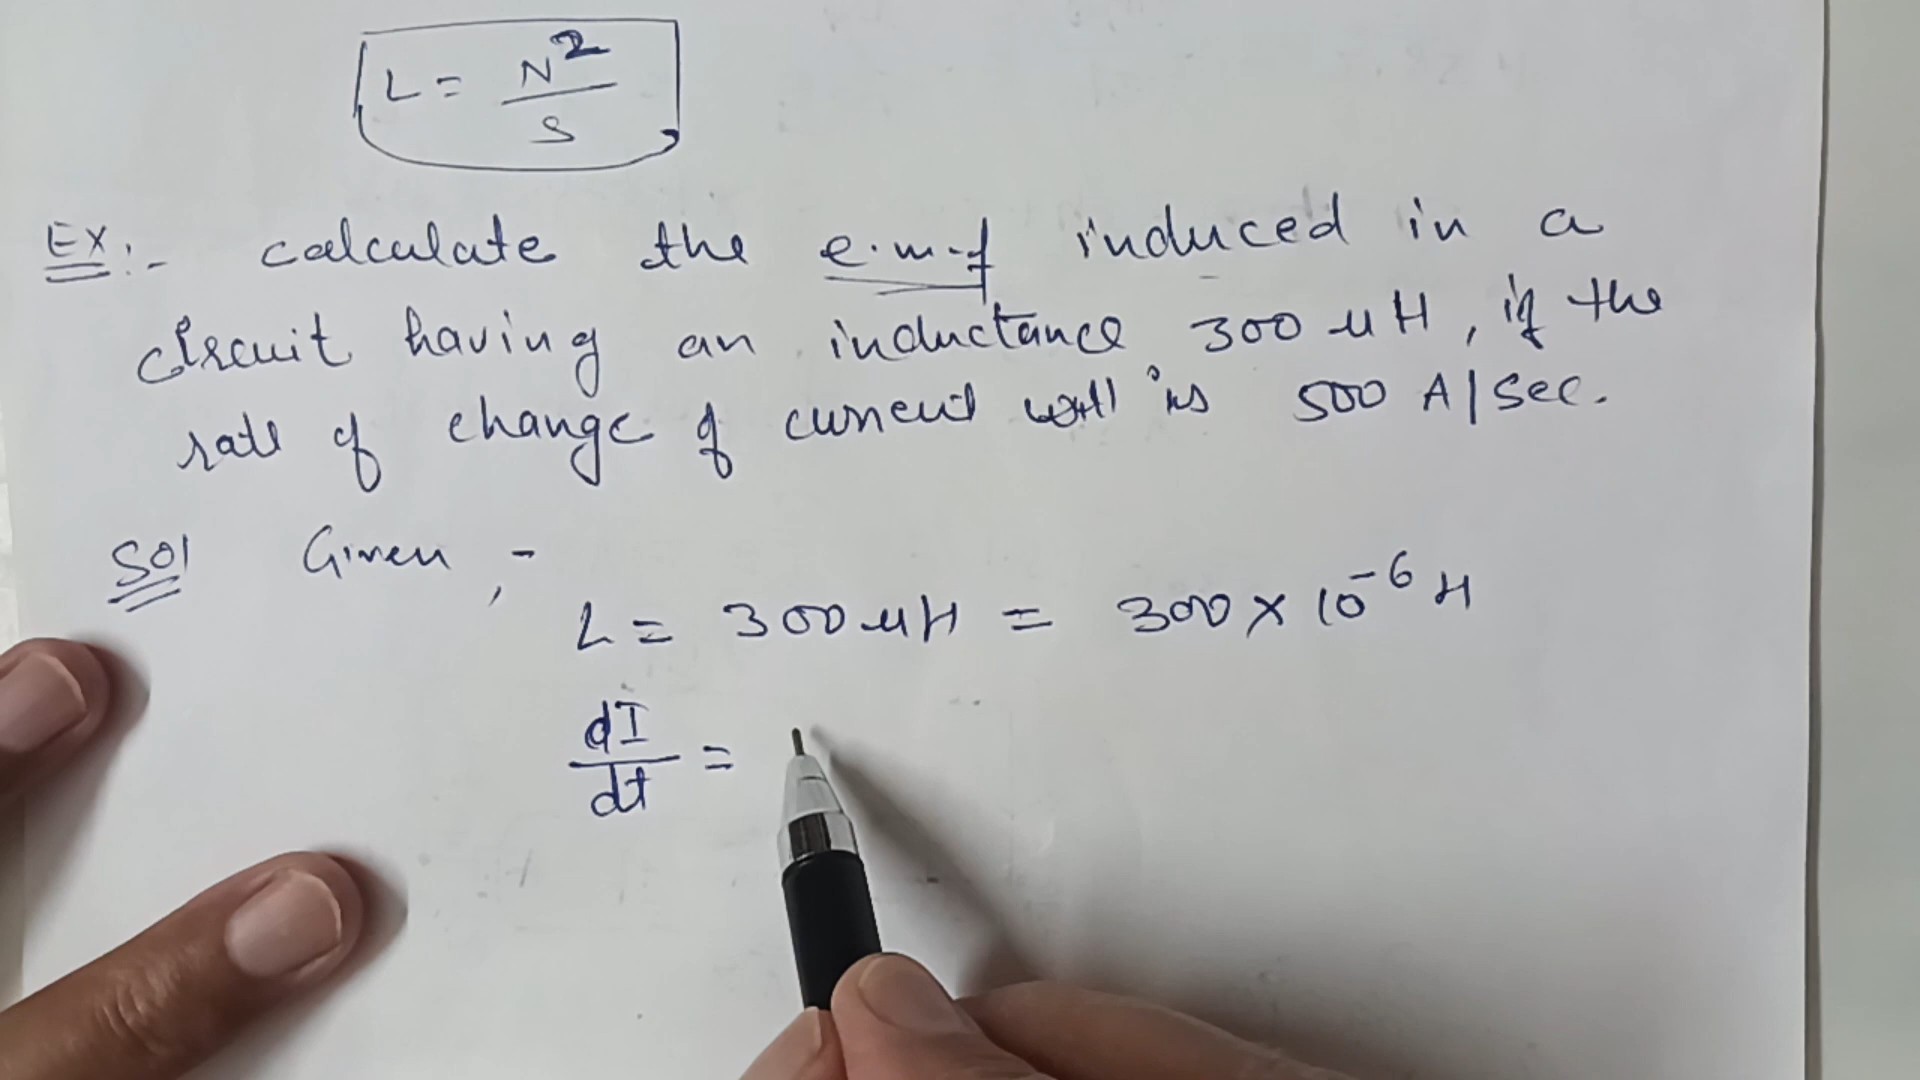 L = N²/S
Ex:- calculate the e.m.f induced in a
circuit having an inductance 300 μH, if the
rate of change of current will is 500 A/sec.
Sol Given,-
L = 300 μH = 300 × 10⁻⁶ H
dI/dt =